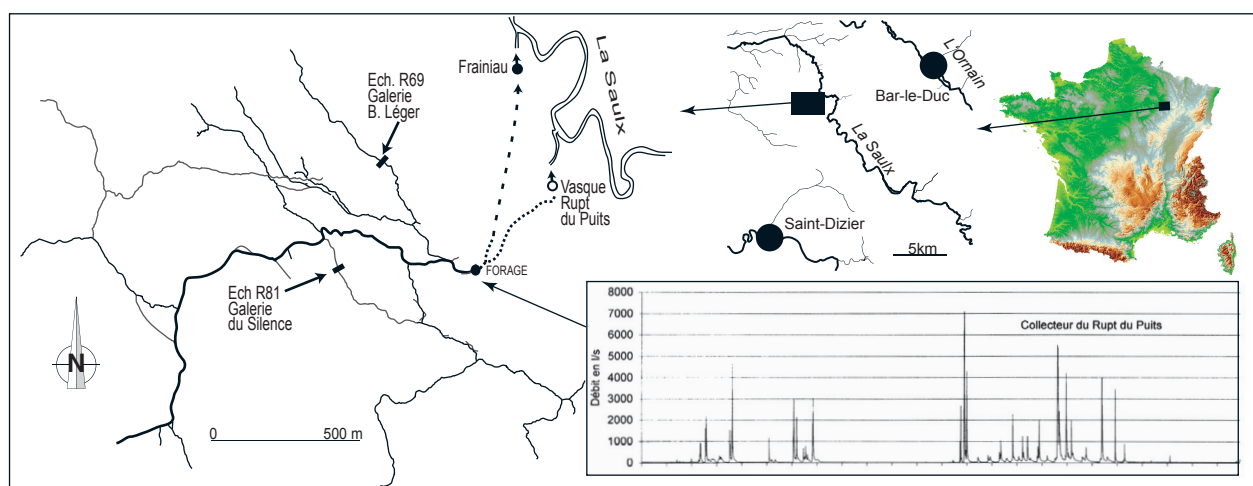 Ech. R69
Galerie
B. Léger
Frainiau
La Saulx
Vasque
Rupt
du Puits
FORAGE
Ech R81
Galerie
du Silence
N
0 500 m
L'Ornain
Bar-le-Duc
La Saulx
Saint-Dizier
5km
Collecteur du Rupt du Puits
Débit en l/s
8000
7000
6000
5000
4000
3000
2000
1000
0